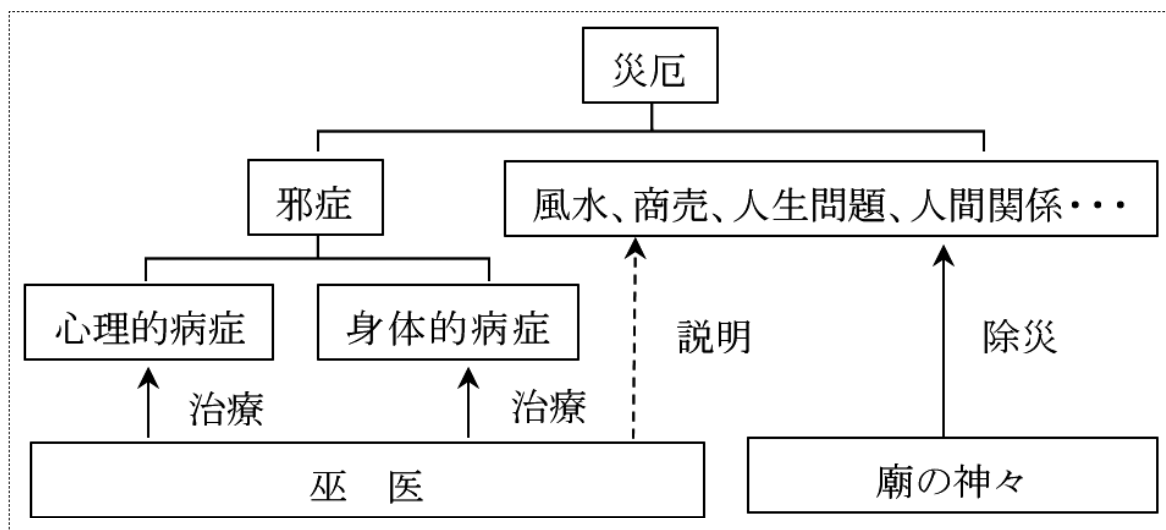 災厄
邪症
風水、商売、人生問題、人間関係・・・
心理的病症
身体的病症
説明
除災
治療
治療
巫 医
廟の神々